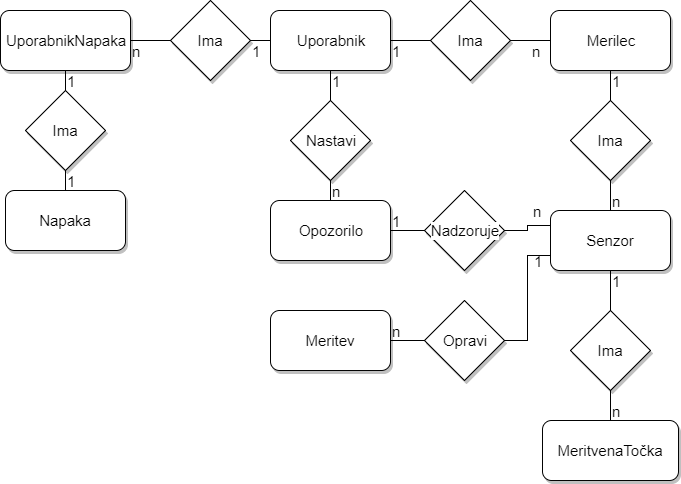 UporabnikNapaka
n
Ima
1
Uporabnik
1
Ima
n
Merilec
1
Ima
1
Napaka
1
Nastavi
n
Opozorilo
1
Nadzoruje
n
1
Ima
n
Senzor
1
Meritev
n
Opravi
1
Ima
n
MeritvenaTočka